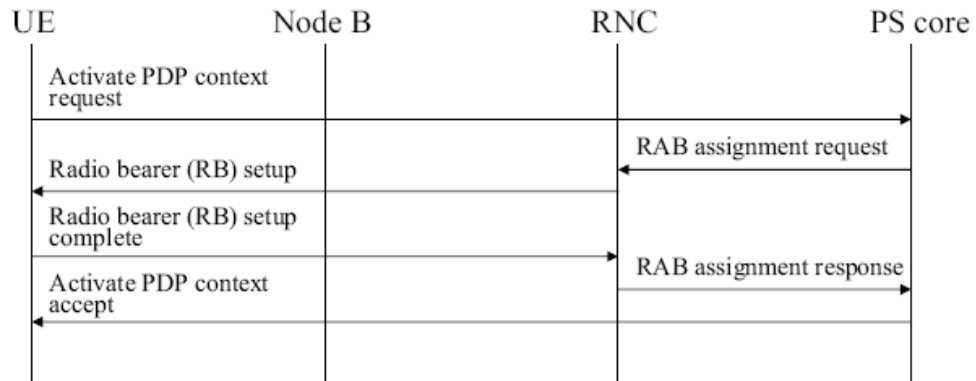 UE
Node B
RNC
PS core
Activate PDP context
request
RAB assignment request
Radio bearer (RB) setup
Radio bearer (RB) setup
complete
RAB assignment response
Activate PDP context
accept